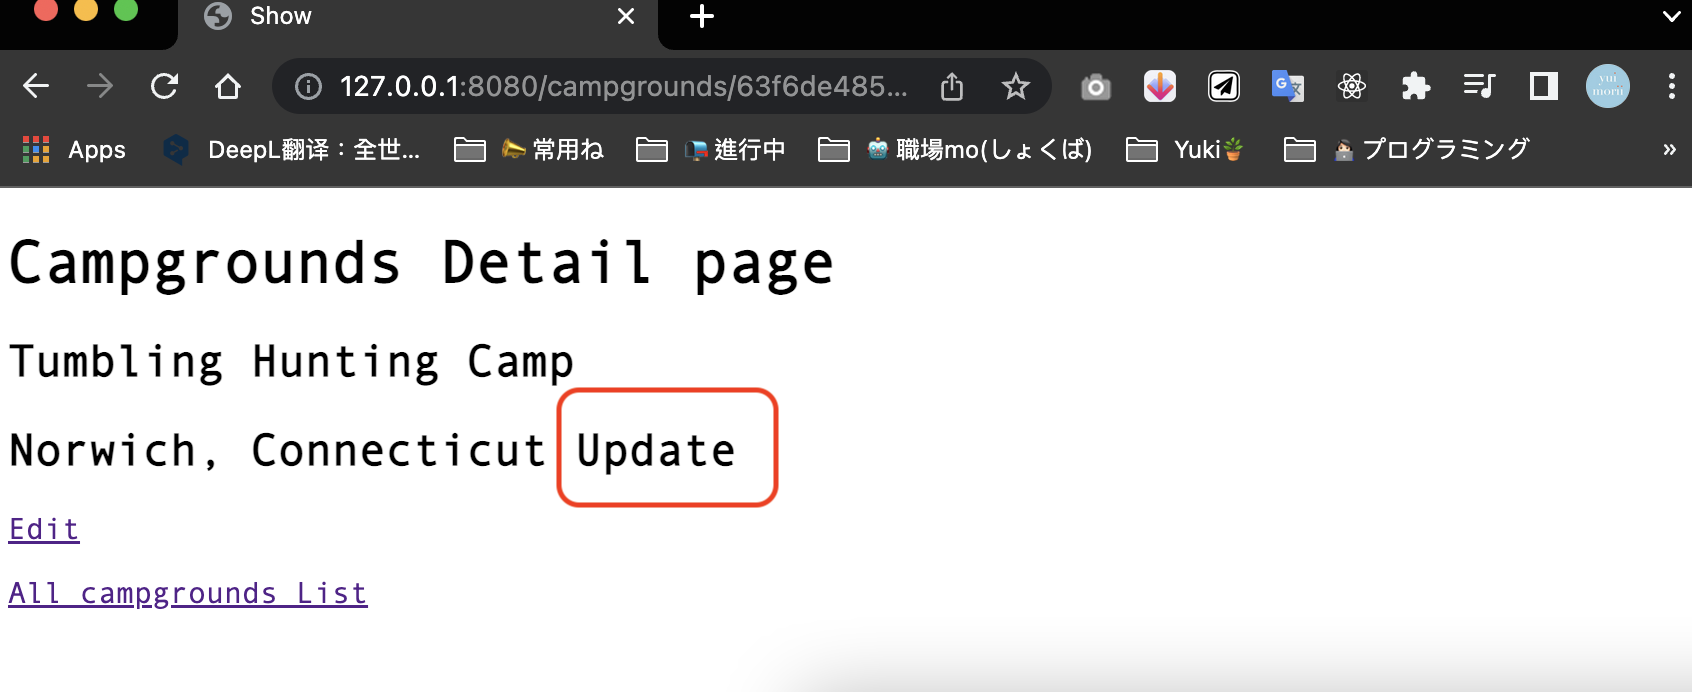 Show
127.0.0.1:8080/campgrounds/63f6de485...
yui
morii
Apps
DeepL翻译：全世...
常用ね
進行中
職場mo(しょくば)
Yuki
プログラミング
»
Campgrounds Detail page
Tumbling Hunting Camp
Norwich, Connecticut Update
Edit
All campgrounds List